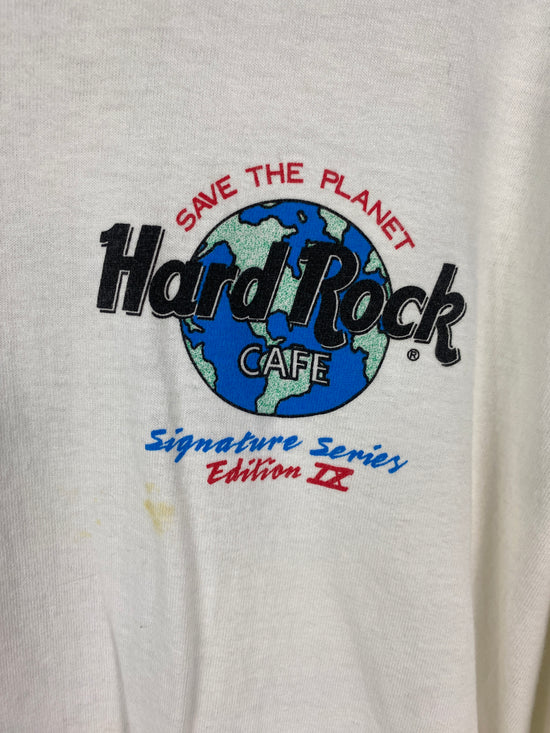 SAVE THE PLANET
Hard Rock
CAFE
®
Signature Series
Edition IX